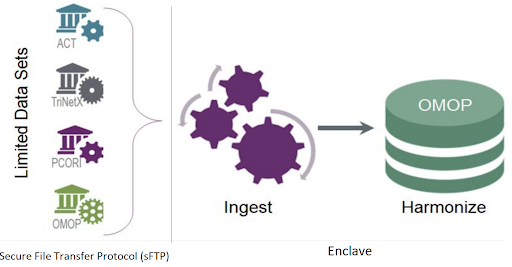 Limited Data Sets
ACT
TriNetX
PCORI
OMOP
Secure File Transfer Protocol (sFTP)
Ingest
OMOP
Harmonize
Enclave